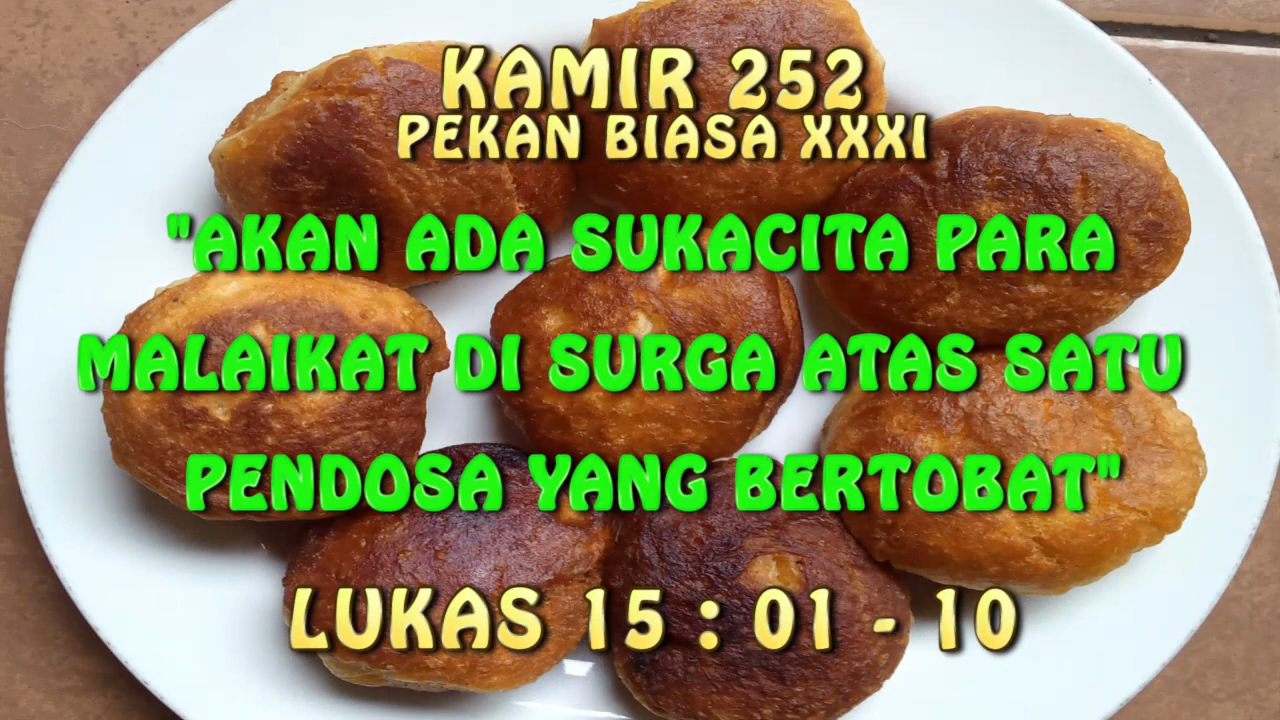 KAMIR 252
PEKAN BIASA XXXI
"AKAN ADA SUKACITA PARA
MALAIKAT DI SURGA ATAS SATU
PENDOSA YANG BERTOBAT"
LUKAS 15 : 01 - 10